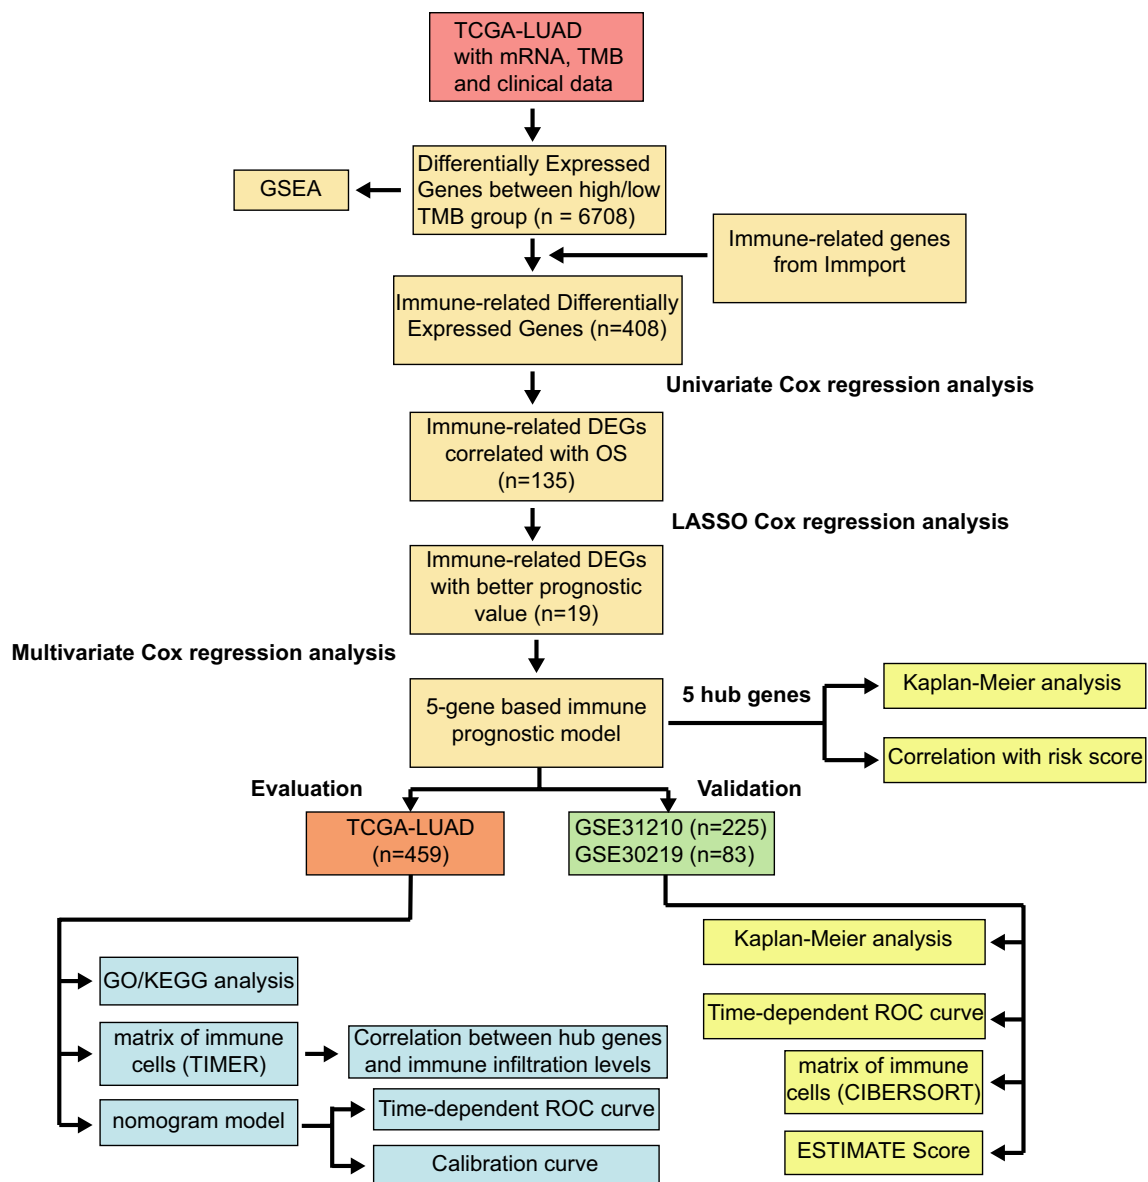 TCGA-LUAD
with mRNA, TMB
and clinical data
Differentially Expressed
Genes between high/low
TMB group (n = 6708)
GSEA
Immune-related genes
from Immport
Immune-related Differentially
Expressed Genes (n=408)
Univariate Cox regression analysis
Immune-related DEGs
correlated with OS
(n=135)
LASSO Cox regression analysis
Immune-related DEGs
with better prognostic
value (n=19)
Multivariate Cox regression analysis
5-gene based immune
prognostic model
5 hub genes
Kaplan-Meier analysis
Correlation with risk score
Evaluation
Validation
TCGA-LUAD
(n=459)
GSE31210 (n=225)
GSE30219 (n=83)
GO/KEGG analysis
matrix of immune
cells (TIMER)
Correlation between hub genes
and immune infiltration levels
nomogram model
Time-dependent ROC curve
Calibration curve
Kaplan-Meier analysis
Time-dependent ROC curve
matrix of immune
cells (CIBERSORT)
ESTIMATE Score